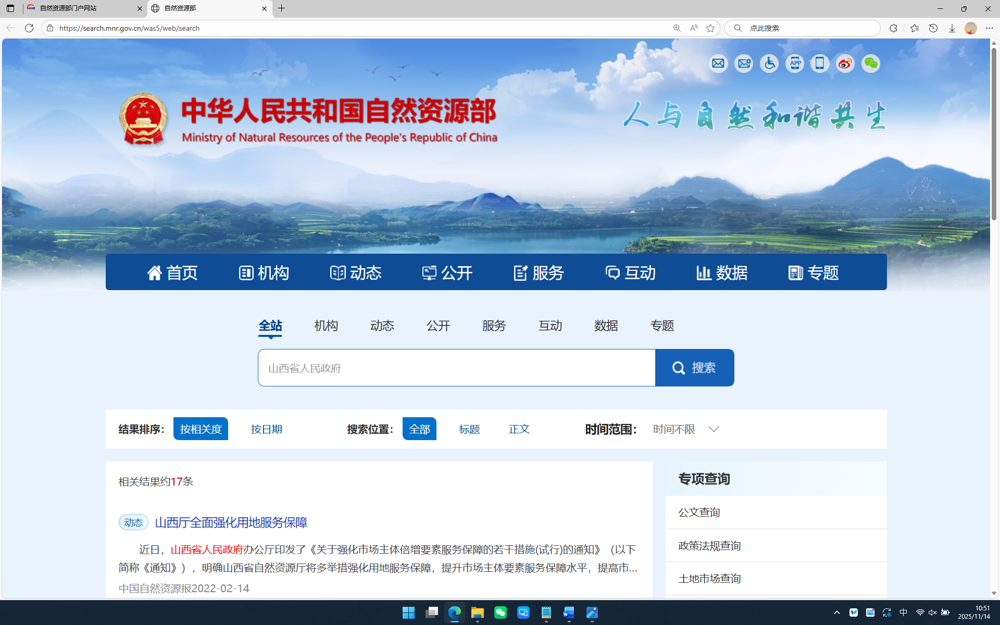 自然资源部门户网站
自然资源部
https://search.mnr.gov.cn/was5/web/search
点此搜索
APP
中华人民共和国自然资源部
Ministry of Natural Resources of the People's Republic of China
人与自然和谐共生
首页 机构 动态 公开 服务 互动 数据 专题
全站 机构 动态 公开 服务 互动 数据 专题
山西省人民政府
搜索
结果排序： 按相关度 按日期 搜索位置： 全部 标题 正文 时间范围： 时间不限
相关结果约17条
动态 山西厅全面强化用地服务保障
近日，山西省人民政府办公厅印发了《关于强化市场主体倍增要素服务保障的若干措施(试行)的通知》（以下
简称《通知》），明确山西省自然资源厅将多举措强化用地服务保障，提升市场主体要素服务保障水平，提高市...
中国自然资源报2022-02-14
专项查询
公文查询
政策法规查询
土地市场查询
中
10:51
2025/11/14